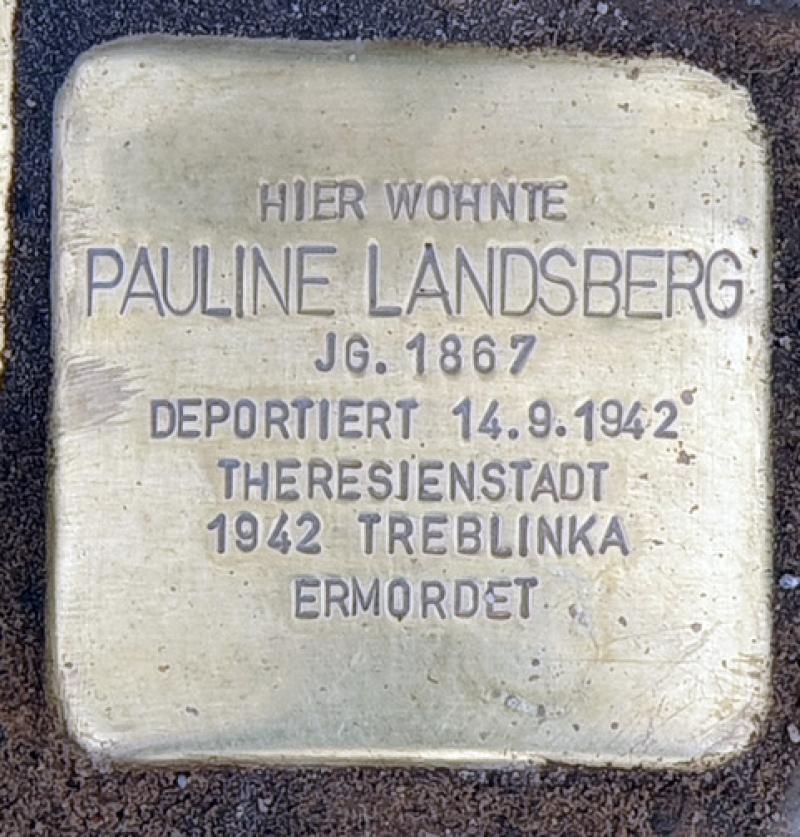 HIER WOHNTE
PAULINE LANDSBERG
JG. 1867
DEPORTIERT 14.9.1942
THERESIENSTADT
1942 TREBLINKA
ERMORDET